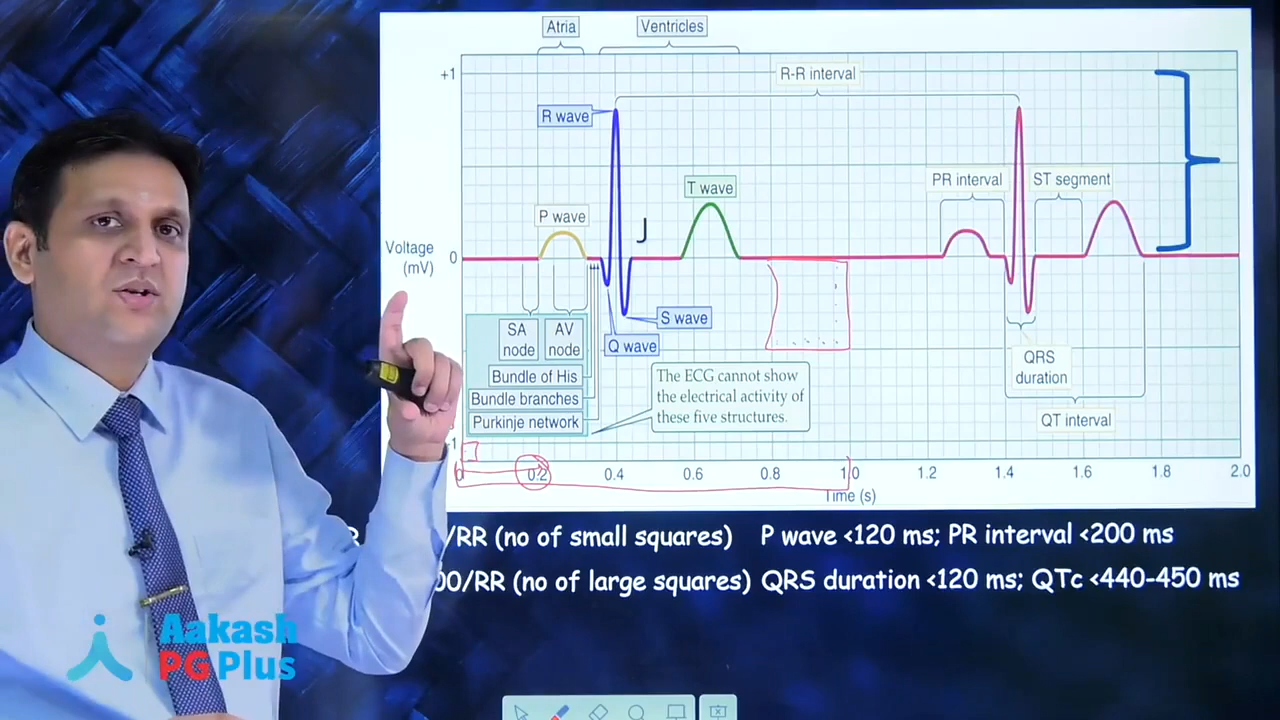 Atria
Ventricles
+1
R-R interval
R wave
PR interval
ST segment
T wave
P wave
J
Voltage
(mV)
0
SA
node
AV
node
S wave
Q wave
Bundle of His
Bundle branches
Purkinje network
The ECG cannot show
the electrical activity of
these five structures.
QRS
duration
QT interval
0 0.2 0.4 0.6 0.8 1.0 1.2 1.4 1.6 1.8 2.0
Time (s)
/RR (no of small squares) P wave <120 ms; PR interval <200 ms
/RR (no of large squares) QRS duration <120 ms; QTc <440-450 ms
Aakash
PG Plus